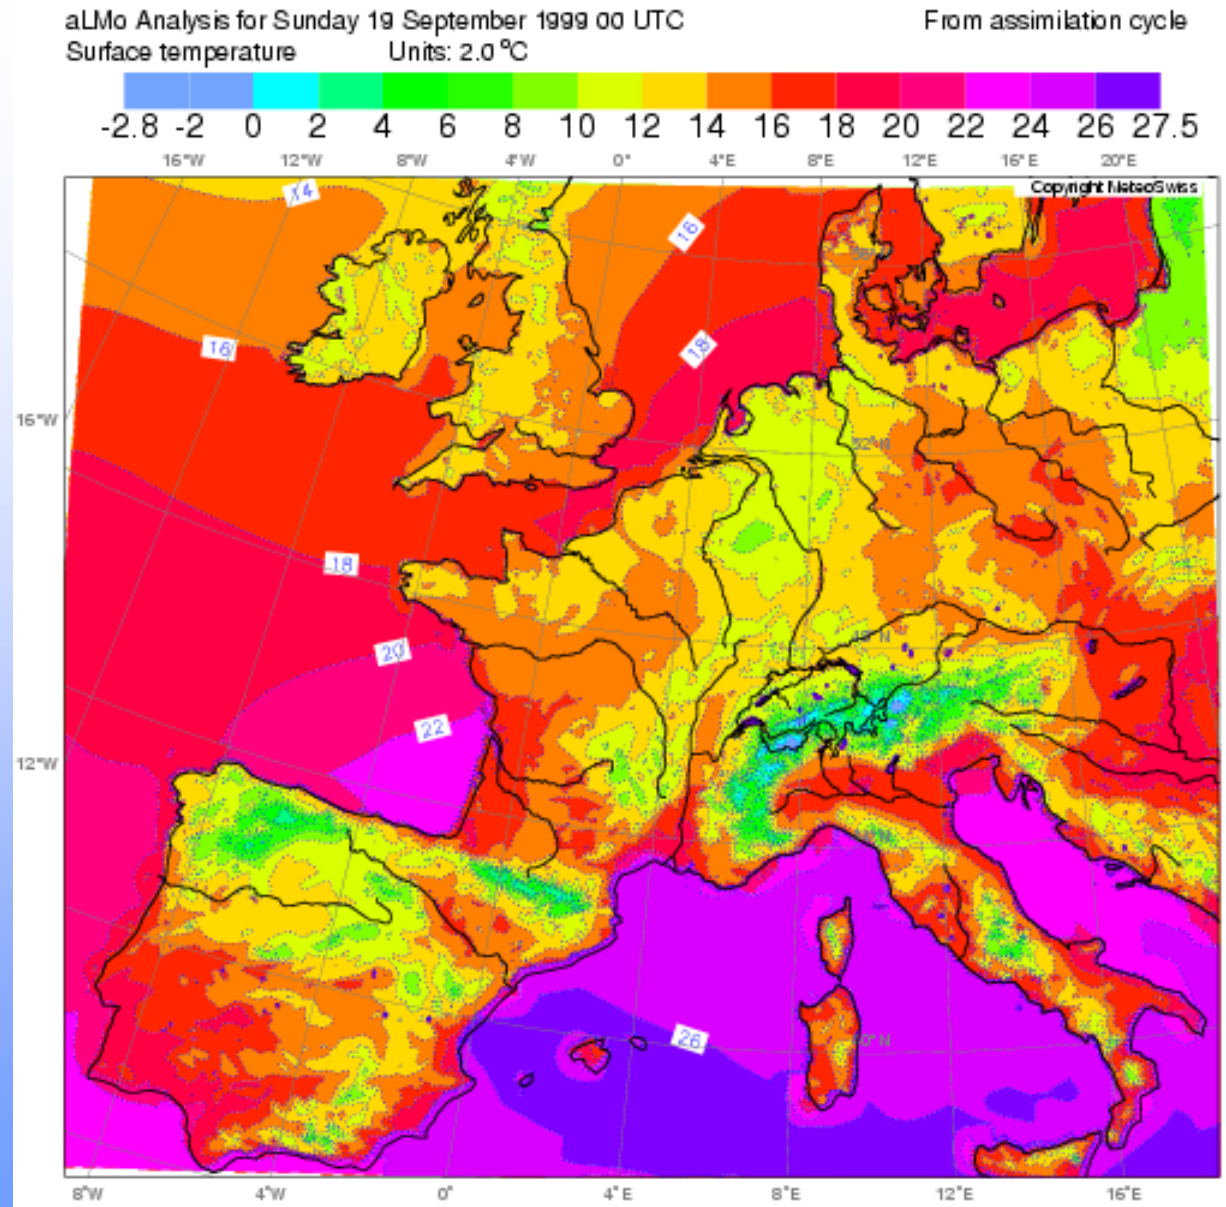 aLMo Analysis for Sunday 19 September 1999 00 UTC From assimilation cycle
Surface temperature Units: 2.0 °C
-2.8 -2 0 2 4 6 8 10 12 14 16 18 20 22 24 26 27.5
16°W 12°W 8°W 4°W 0° 4°E 8°E 12°E 16°E 20°E
Copyright MeteoSwiss
14
16
16
18
16°W
52°N
18
20
22
12°W
26
8°W 4°W 0° 4°E 8°E 12°E 16°E